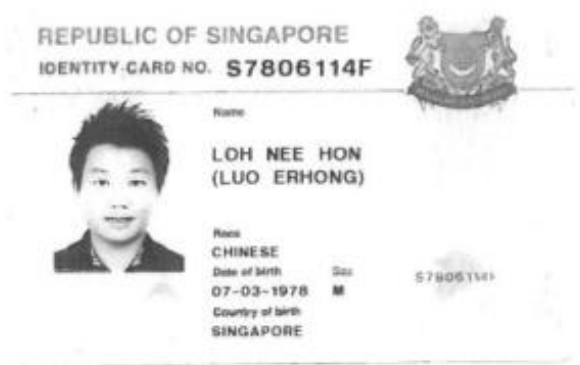 REPUBLIC OF SINGAPORE
IDENTITY CARD NO. S7806114F
Name
LOH NEE HON
(LUO ERHONG)
Race
CHINESE
Date of birth Sex
07-03-1978 M
Country of birth
SINGAPORE
S7806114F